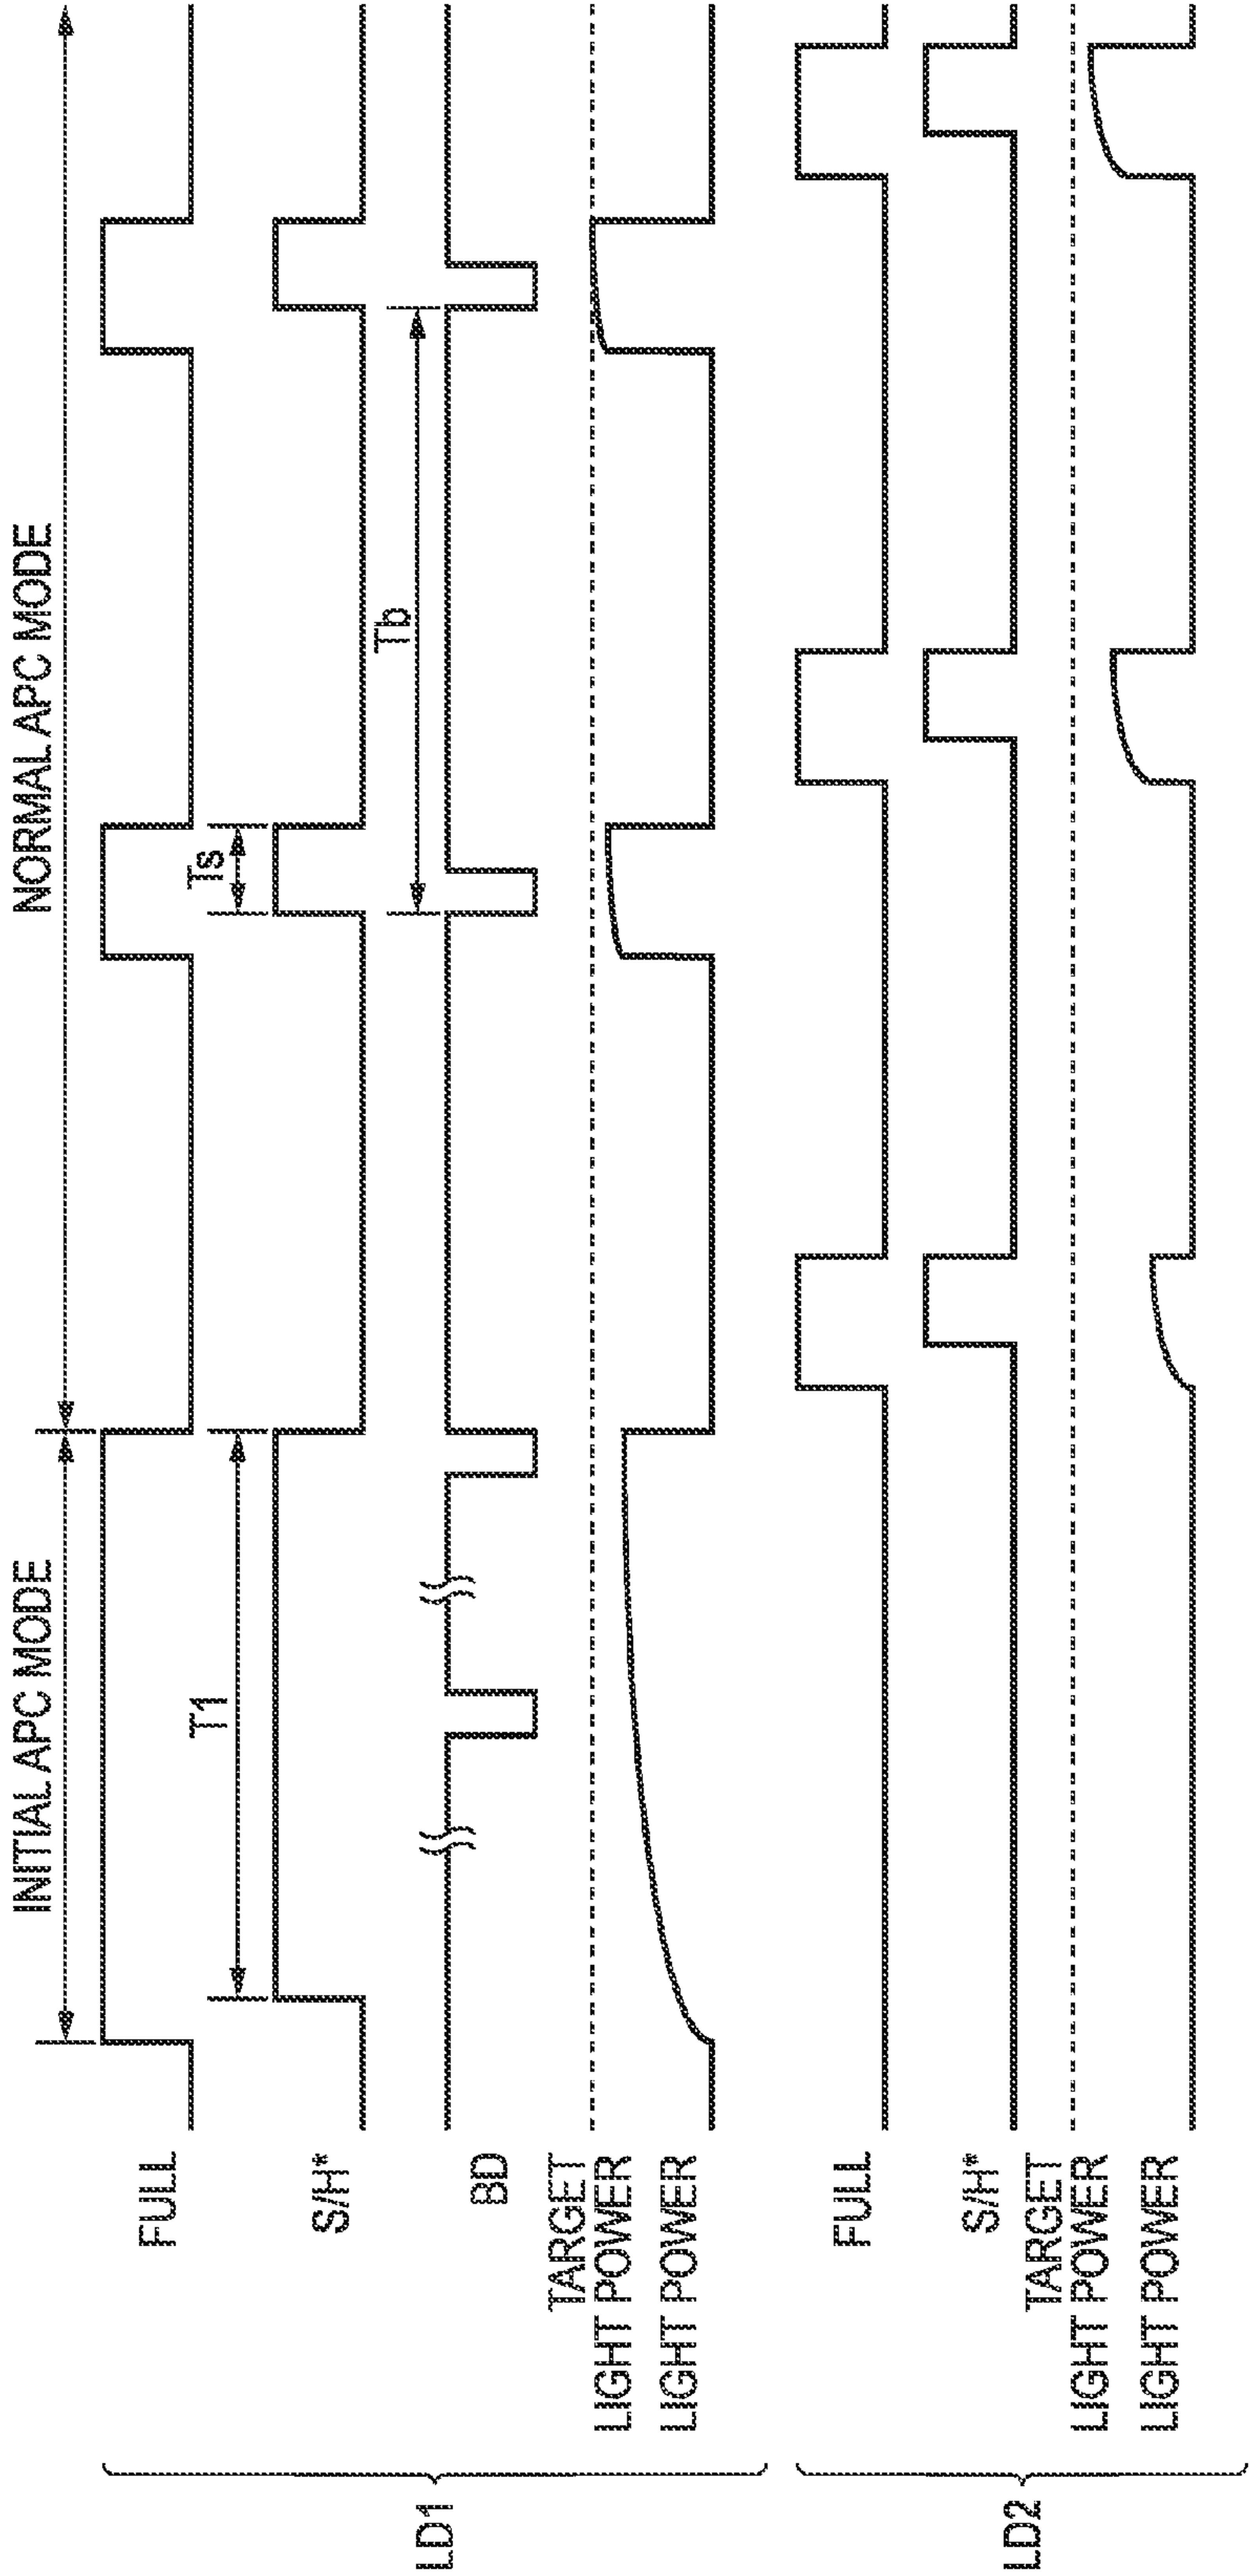 INITIAL APC MODE
NORMAL APC MODE
LD1
FULL
T1
Ts
S/H*
Tb
BD
TARGET
LIGHT POWER
LIGHT POWER
LD2
FULL
S/H*
TARGET
LIGHT POWER
LIGHT POWER